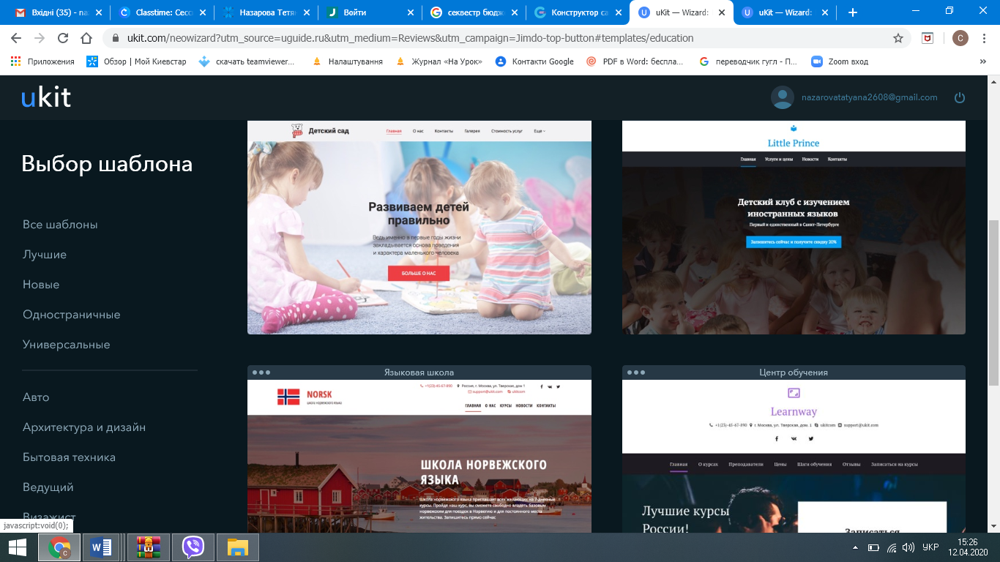 Вхідні (35) - na
Classtime: Сесс
Назарова Тетя
Войти
секвестр бюдж
Конструктор са
uKit — Wizard:
uKit — Wizard:
ukit.com/neowizard?utm_source=uguide.ru&utm_medium=Reviews&utm_campaign=Jimdo-top-button#templates/education
C
Приложения
Обзор | Мой Киевстар
скачать teamviewer...
Налаштування
Журнал «На Урок»
Контакти Google
PDF в Word: беспла...
переводчик гугл - П...
Zoom вход
ukit
nazarovatatyana2608@gmail.com
Выбор шаблона
Все шаблоны
Лучшие
Новые
Одностраничные
Универсальные
Авто
Архитектура и дизайн
Бытовая техника
Ведущий
Визажист
javascript:void(0);
Детский сад
Главная О нас Контакты Галерея Стоимость услуг Еще
Развиваем детей
правильно
Ведь именно в первые годы жизни
закладывается основа поведения
и характера маленького человека
БОЛЬШЕ О НАС
Little Prince
Главная Услуги и цены Новости Контакты
Детский клуб с изучением
иностранных языков
Первый и единственный в Санкт-Петербурге
Запишитесь сейчас и получите скидку 20%
Языковая школа
NORSK
ШКОЛА НОРВЕЖСКОГО ЯЗЫКА
+1(23)-45-67-890 Россия, г. Москва, ул. Тверская, дом 1
support@ukit.com ukitcom
ГЛАВНАЯ О НАС КУРСЫ НОВОСТИ КОНТАКТЫ
ШКОЛА НОРВЕЖСКОГО
ЯЗЫКА
Школа норвежского языка приглашает всех желающих на 7-дневные
курсы. Пройдя наш курс, вы сможете свободно владеть базовым
норвежским для поездок в Норвегию и для постоянного места
жительства. Запишитесь прямо сейчас
Центр обучения
Learnway
+1(23)-45-67-890 г. Москва, ул. Тверская, дом. 1 ukitcom support@ukit.com
Главная О курсах Преподаватели Цены Шаги обучения Отзывы Записаться на курсы
Лучшие курсы
России!
Записаться
C
УКР
15:26
12.04.2020